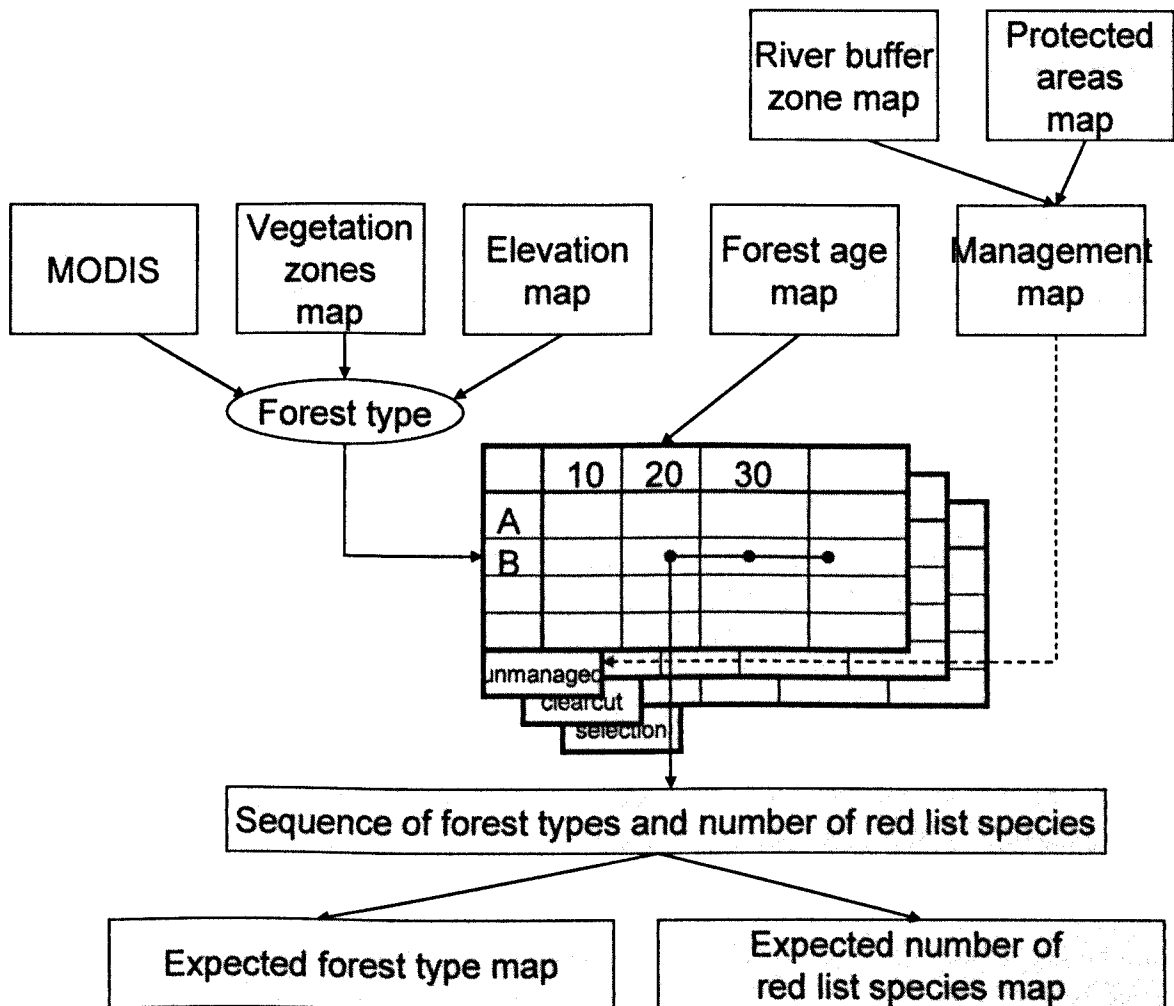 River buffer
zone map
Protected
areas
map
MODIS
Vegetation
zones
map
Elevation
map
Forest age
map
Management
map
Forest type
10 20 30
A
B
unmanaged
clearcut
selection
Sequence of forest types and number of red list species
Expected forest type map
Expected number of
red list species map